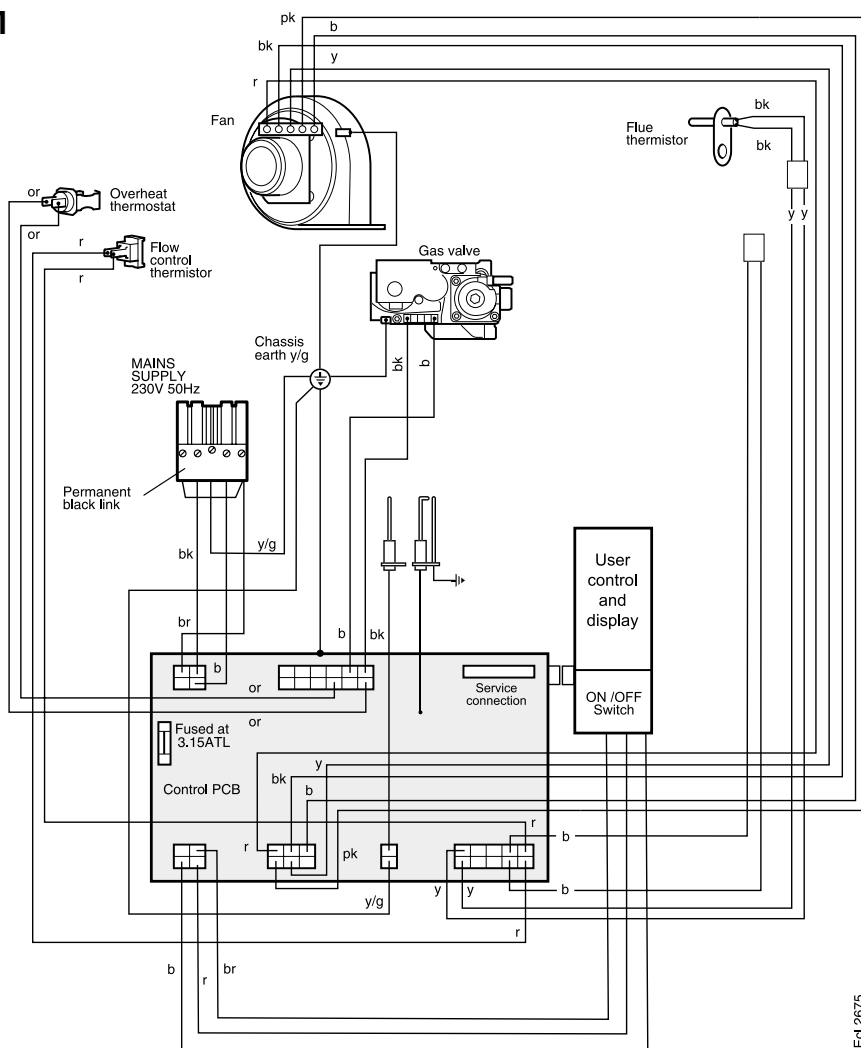 pk
b
bk
y
r
Fan
bk
Flue
thermistor
bk
or
Overheat
thermostat
or
y y
r
Flow
control
thermistor
r
Gas valve
Chassis
earth y/g
bk
b
MAINS
SUPPLY
230V 50Hz
Permanent
black link
y/g
bk
User
control
and
display
br
b
bk
b
or
Service
connection
ON /OFF
Switch
or
Fused at
3.15ATL
y
bk
Control PCB
b
r
b
r
pk
y
y
b
y/g
r
b
r
br
Ecl 2675